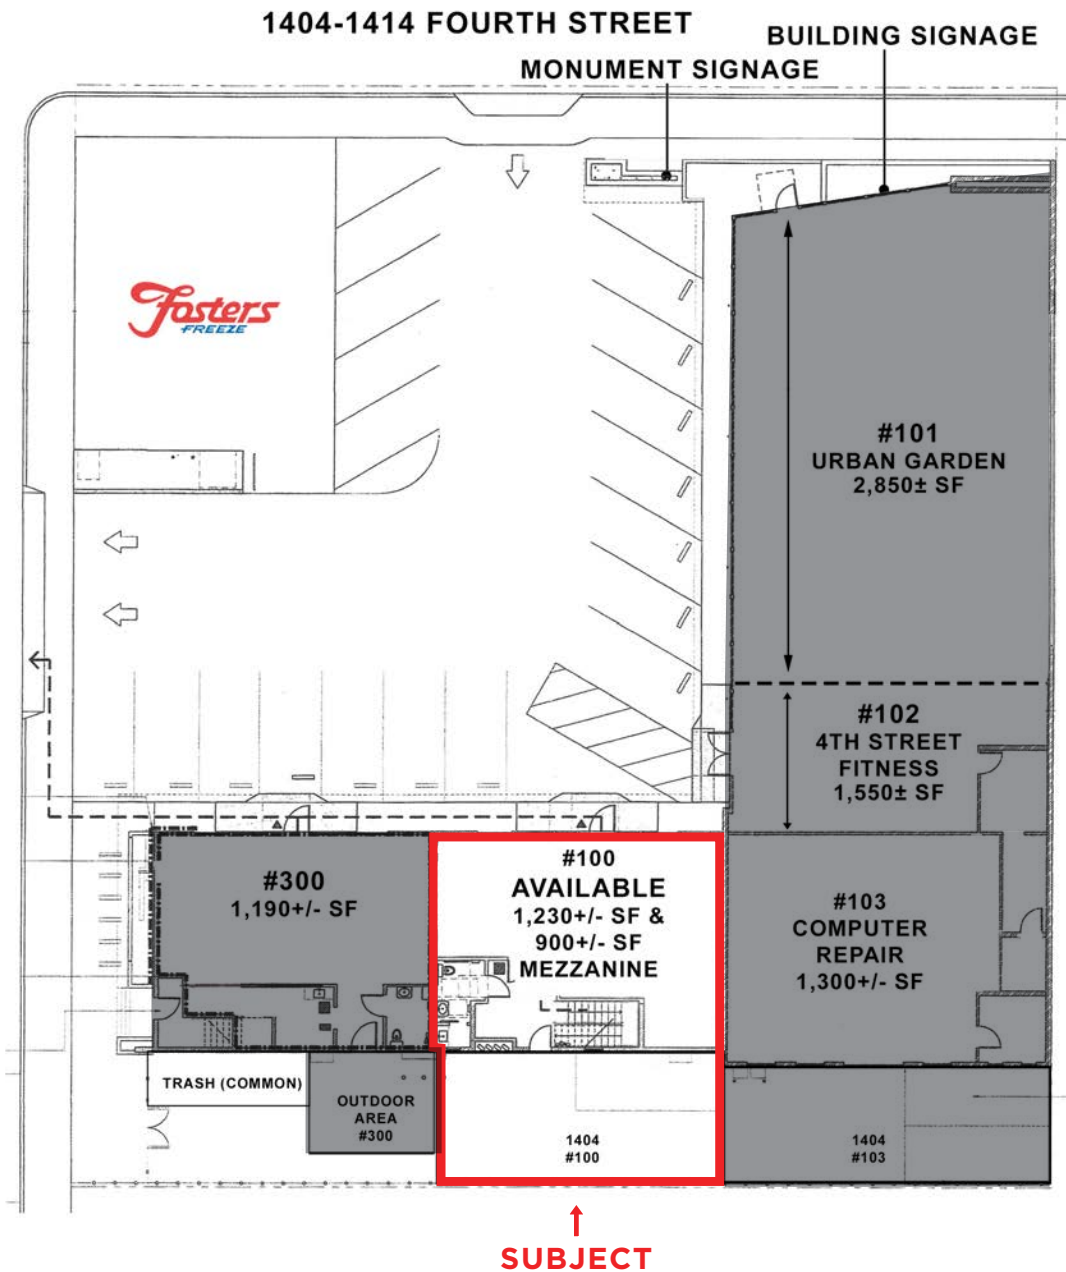 1404-1414 FOURTH STREET
BUILDING SIGNAGE
MONUMENT SIGNAGE
Fosters
FREEZE
#101
URBAN GARDEN
2,850± SF
#102
4TH STREET
FITNESS
1,550± SF
#300
1,190+/- SF
#100
AVAILABLE
1,230+/- SF &
900+/- SF
MEZZANINE
#103
COMPUTER
REPAIR
1,300+/- SF
TRASH (COMMON)
OUTDOOR
AREA
#300
1404
#100
1404
#103
SUBJECT